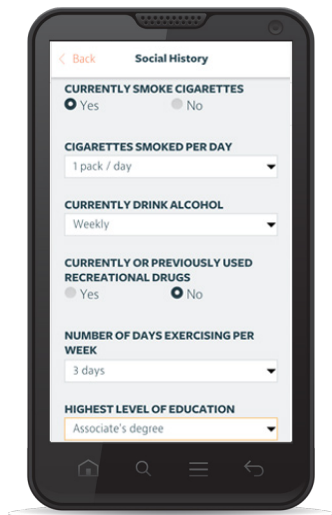 < Back Social History
CURRENTLY SMOKE CIGARETTES
Yes No
CIGARETTES SMOKED PER DAY
1 pack / day
CURRENTLY DRINK ALCOHOL
Weekly
CURRENTLY OR PREVIOUSLY USED
RECREATIONAL DRUGS
Yes No
NUMBER OF DAYS EXERCISING PER
WEEK
3 days
HIGHEST LEVEL OF EDUCATION
Associate's degree